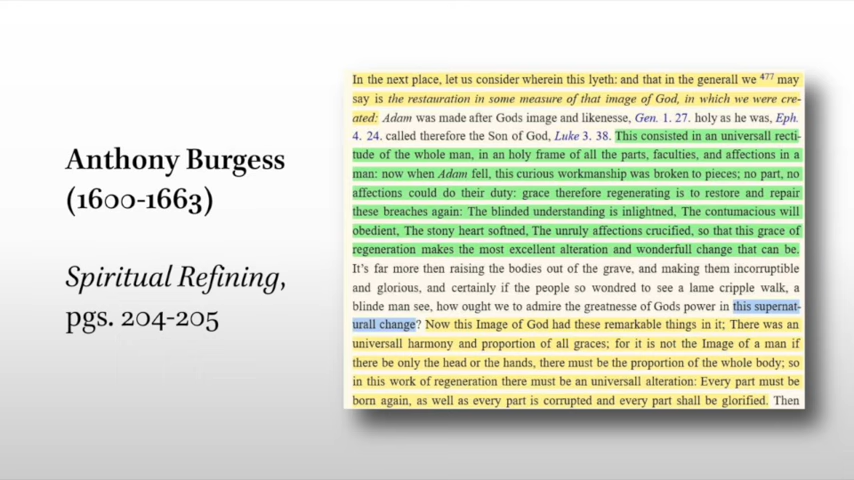 Anthony Burgess
(1600-1663)
Spiritual Refining,
pgs. 204-205
In the next place, let us consider wherein this lyeth: and that in the generall we 477 may
say is the restauration in some measure of that image of God, in which we were cre-
ated: Adam was made after Gods image and likenesse, Gen. 1. 27. holy as he was, Eph.
4. 24. called therefore the Son of God, Luke 3. 38. This consisted in an universall recti-
tude of the whole man, in an holy frame of all the parts, faculties, and affections in a
man: now when Adam fell, this curious workmanship was broken to pieces; no part, no
affections could do their duty: grace therefore regenerating is to restore and repair
these breaches again: The blinded understanding is inlightned, The contumacious will
obedient, The stony heart softned, The unruly affections crucified, so that this grace of
regeneration makes the most excellent alteration and wonderfull change that can be.
It's far more then raising the bodies out of the grave, and making them incorruptible
and glorious, and certainly if the people so wondred to see a lame cripple walk, a
blinde man see, how ought we to admire the greatness of Gods power in this supernat-
urall change? Now this Image of God had these remarkable things in it; There was an
universall harmony and proportion of all graces; for it is not the Image of a man if
there be only the head or the hands, there must be the proportion of the whole body; so
in this work of regeneration there must be an universall alteration: Every part must be
born again, as well as every part is corrupted and every part shall be glorified. Then